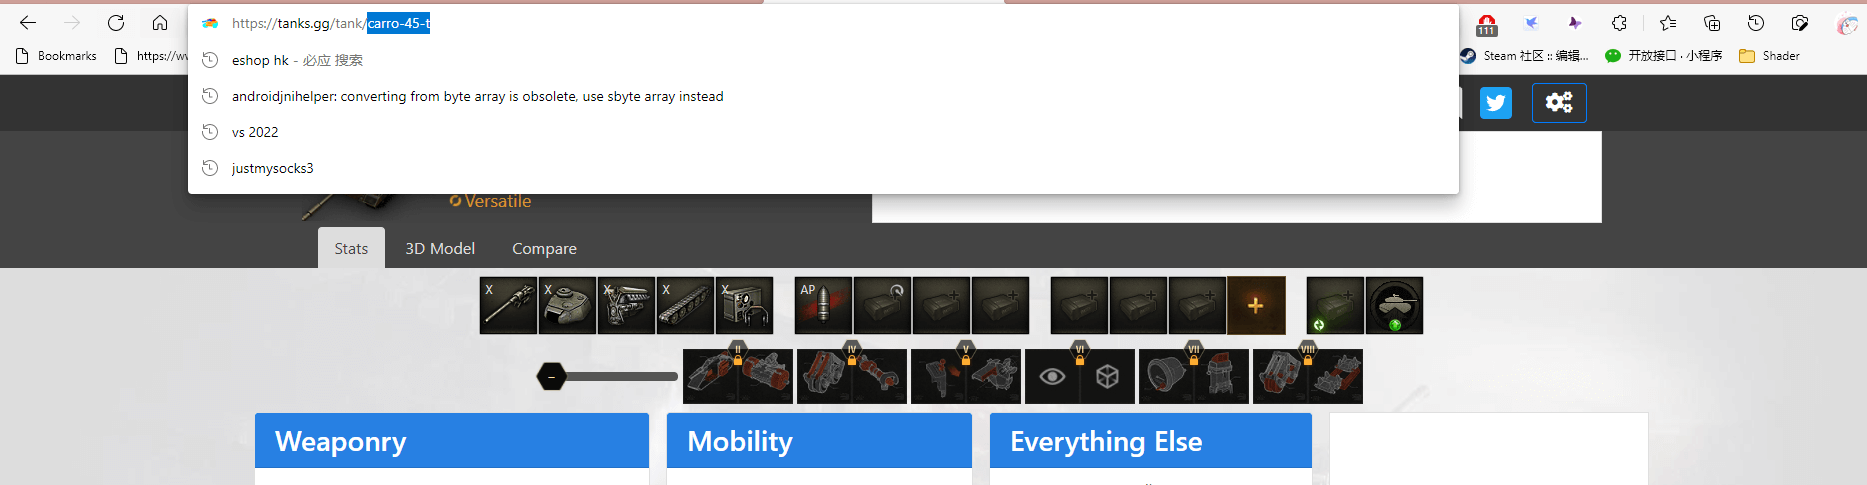 https://tanks.gg/tank/carro-45-t
111
Bookmarks
https://w
eshop hk - 必应 搜索
Steam 社区 :: 编辑...
开放接口 · 小程序
Shader
androidjnihelper: converting from byte array is obsolete, use sbyte array instead
vs 2022
justmysocks3
Versatile
Stats
3D Model
Compare
X
X
X
X
X
AP
II
IV
V
VI
VII
VIII
Weaponry
Mobility
Everything Else